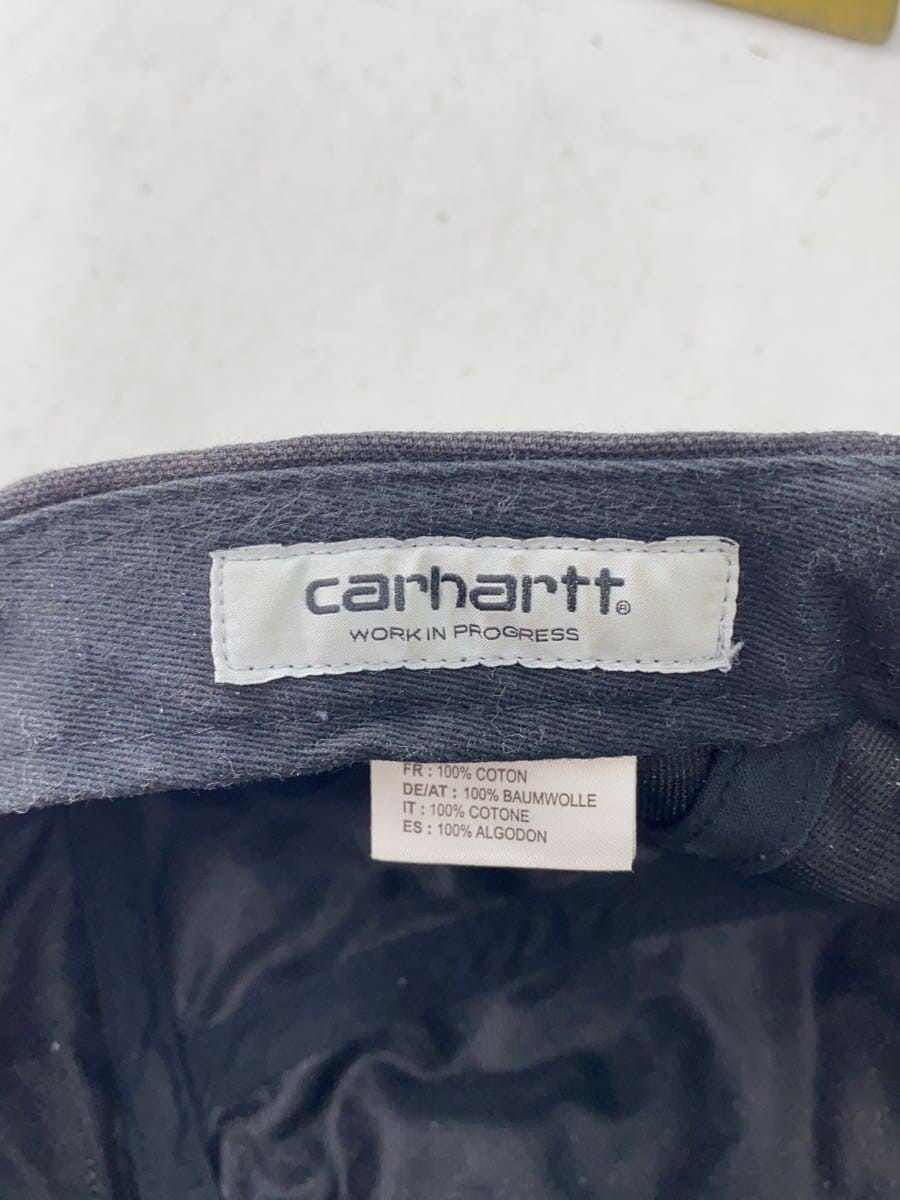 carhartt®
WORK IN PROGRESS
FR : 100% COTON
DE/AT : 100% BAUMWOLLE
IT : 100% COTONE
ES : 100% ALGODON